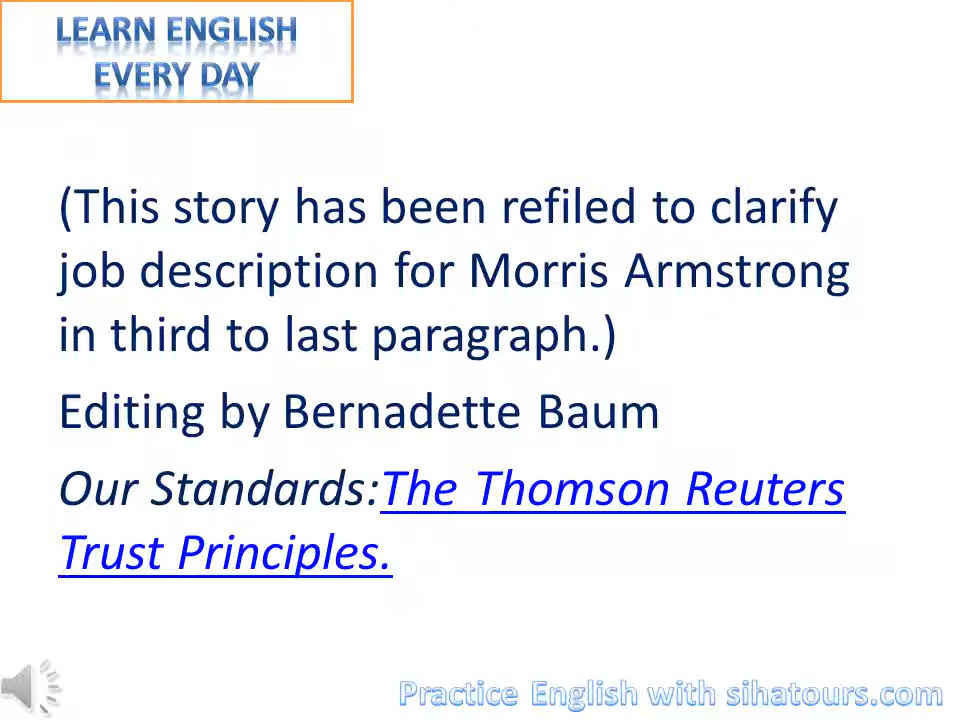 LEARN ENGLISH
EVERY DAY
(This story has been refiled to clarify
job description for Morris Armstrong
in third to last paragraph.)
Editing by Bernadette Baum
Our Standards:The Thomson Reuters
Trust Principles.
Practice English with sihatours.com